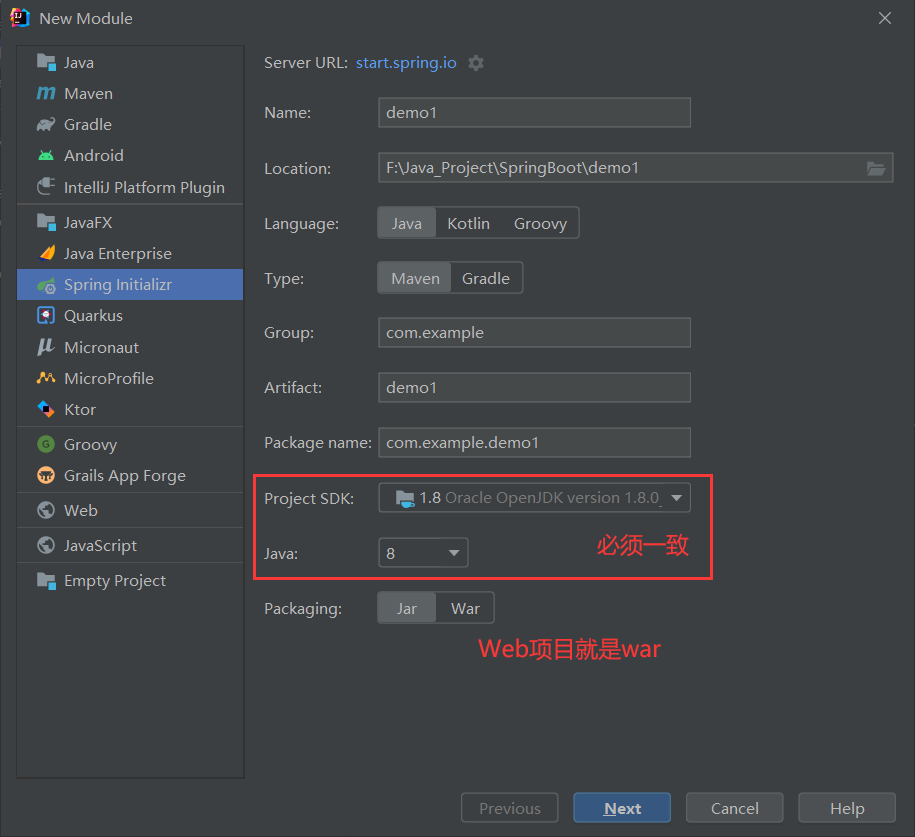 New Module
Java
Maven
Gradle
Android
IntelliJ Platform Plugin
JavaFX
Java Enterprise
Spring Initializr
Quarkus
Micronaut
MicroProfile
Ktor
Groovy
Grails App Forge
Web
JavaScript
Empty Project
Server URL: start.spring.io
Name: demo1
Location: F:\Java_Project\SpringBoot\demo1
Language: Java Kotlin Groovy
Type: Maven Gradle
Group: com.example
Artifact: demo1
Package name: com.example.demo1
Project SDK: 1.8 Oracle OpenJDK version 1.8.0_
Java: 8 必须一致
Packaging: Jar War
Web项目就是war
Previous Next Cancel Help